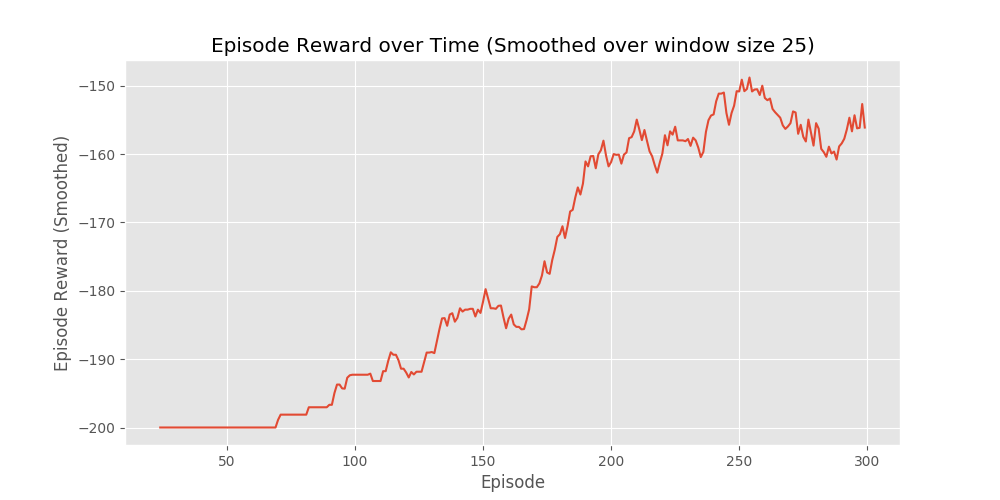 Episode Reward over Time (Smoothed over window size 25)
Episode Reward (Smoothed)
−150
−160
−170
−180
−190
−200
50 100 150 200 250 300
Episode